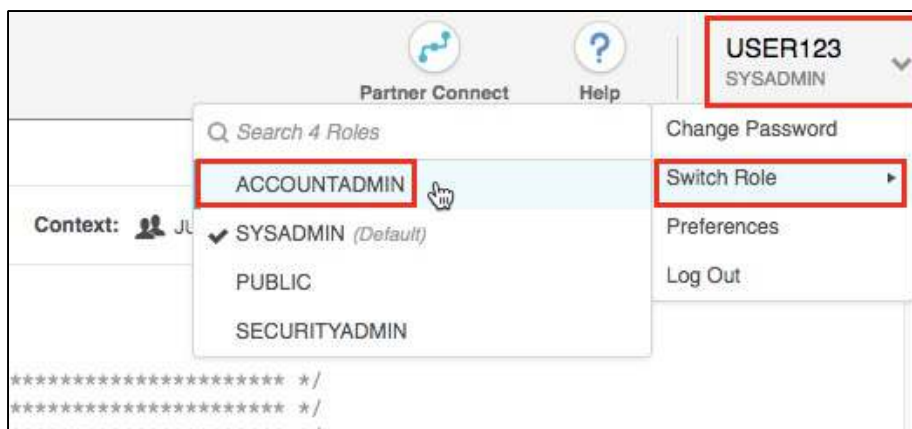 USER123
SYSADMIN
Partner Connect
Help
Search 4 Roles
ACCOUNTADMIN
SYSADMIN (Default)
PUBLIC
SECURITYADMIN
Change Password
Switch Role
Preferences
Log Out
Context:
*********************** */
*********************** */